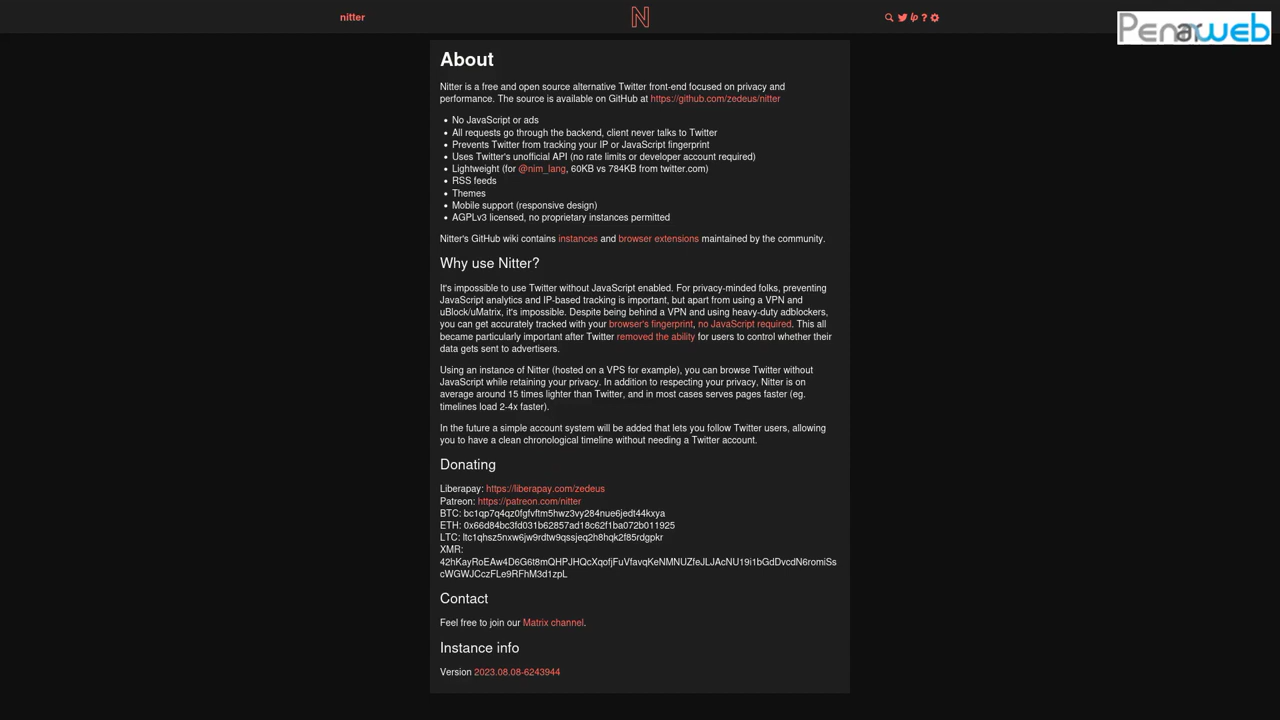 nitter
N
Penarweb
About
Nitter is a free and open source alternative Twitter front-end focused on privacy and
performance. The source is available on GitHub at https://github.com/zedeus/nitter
• No JavaScript or ads
• All requests go through the backend, client never talks to Twitter
• Prevents Twitter from tracking your IP or JavaScript fingerprint
• Uses Twitter's unofficial API (no rate limits or developer account required)
• Lightweight (for @nim_lang, 60KB vs 784KB from twitter.com)
• RSS feeds
• Themes
• Mobile support (responsive design)
• AGPLv3 licensed, no proprietary instances permitted
Nitter's GitHub wiki contains instances and browser extensions maintained by the community.
Why use Nitter?
It's impossible to use Twitter without JavaScript enabled. For privacy-minded folks, preventing
JavaScript analytics and IP-based tracking is important, but apart from using a VPN and
uBlock/uMatrix, it's impossible. Despite being behind a VPN and using heavy-duty adblockers,
you can get accurately tracked with your browser's fingerprint, no JavaScript required. This all
became particularly important after Twitter removed the ability for users to control whether their
data gets sent to advertisers.
Using an instance of Nitter (hosted on a VPS for example), you can browse Twitter without
JavaScript while retaining your privacy. In addition to respecting your privacy, Nitter is on
average around 15 times lighter than Twitter, and in most cases serves pages faster (eg.
timelines load 2-4x faster).
In the future a simple account system will be added that lets you follow Twitter users, allowing
you to have a clean chronological timeline without needing a Twitter account.
Donating
Liberapay: https://liberapay.com/zedeus
Patreon: https://patreon.com/nitter
BTC: bc1qp7q4qz0fgfvftm5hwz3vy284nue6jedt44kxya
ETH: 0x66d84bc3fd031b62857ad18c62f1ba072b011925
LTC: ltc1qhsz5nxw6jw9rdtw9qssjeq2h8hqk2f85rdgpkr
XMR:
42hKayRoEAw4D6G6t8mQHPJHQcXqofjFuVfavqKeNMNUZfeJLJAcNU19i1bGdDvcdN6romiSs
cWGWJCczFLe9RFhM3d1zpL
Contact
Feel free to join our Matrix channel.
Instance info
Version 2023.08.08-6243944